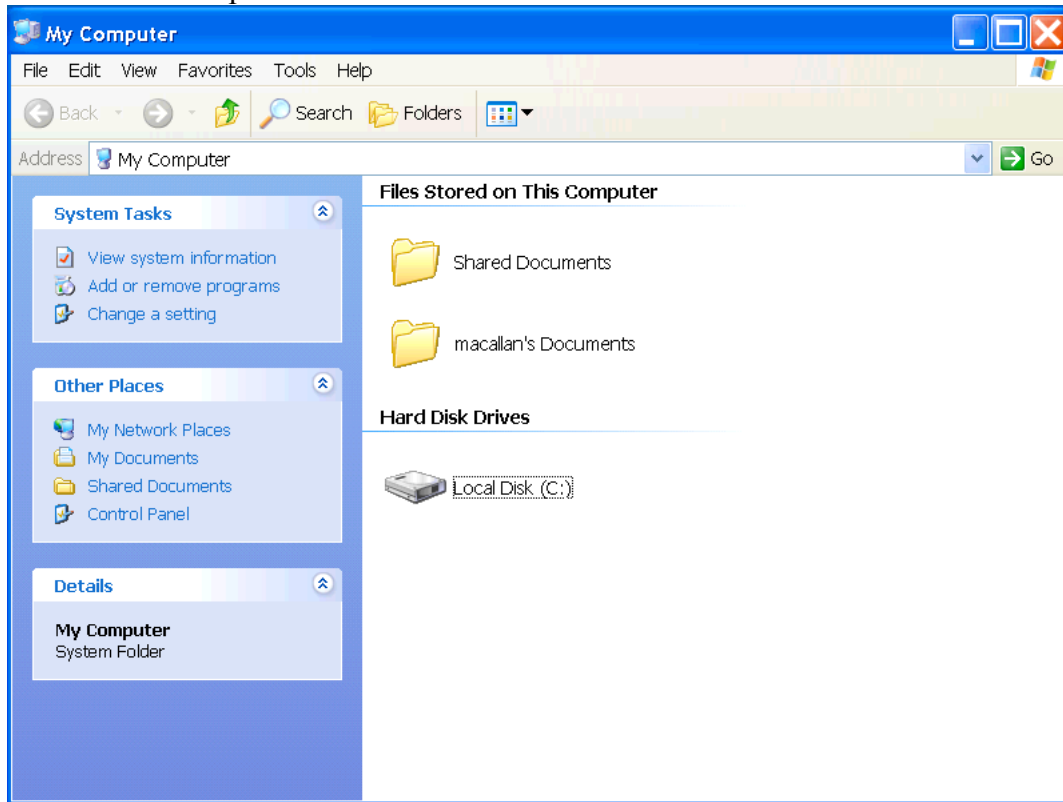 My Computer
File Edit View Favorites Tools Help
Back Search Folders
Address My Computer Go
System Tasks
View system information
Add or remove programs
Change a setting
Other Places
My Network Places
My Documents
Shared Documents
Control Panel
Details
My Computer
System Folder
Files Stored on This Computer
Shared Documents
macallan's Documents
Hard Disk Drives
Local Disk (C:)